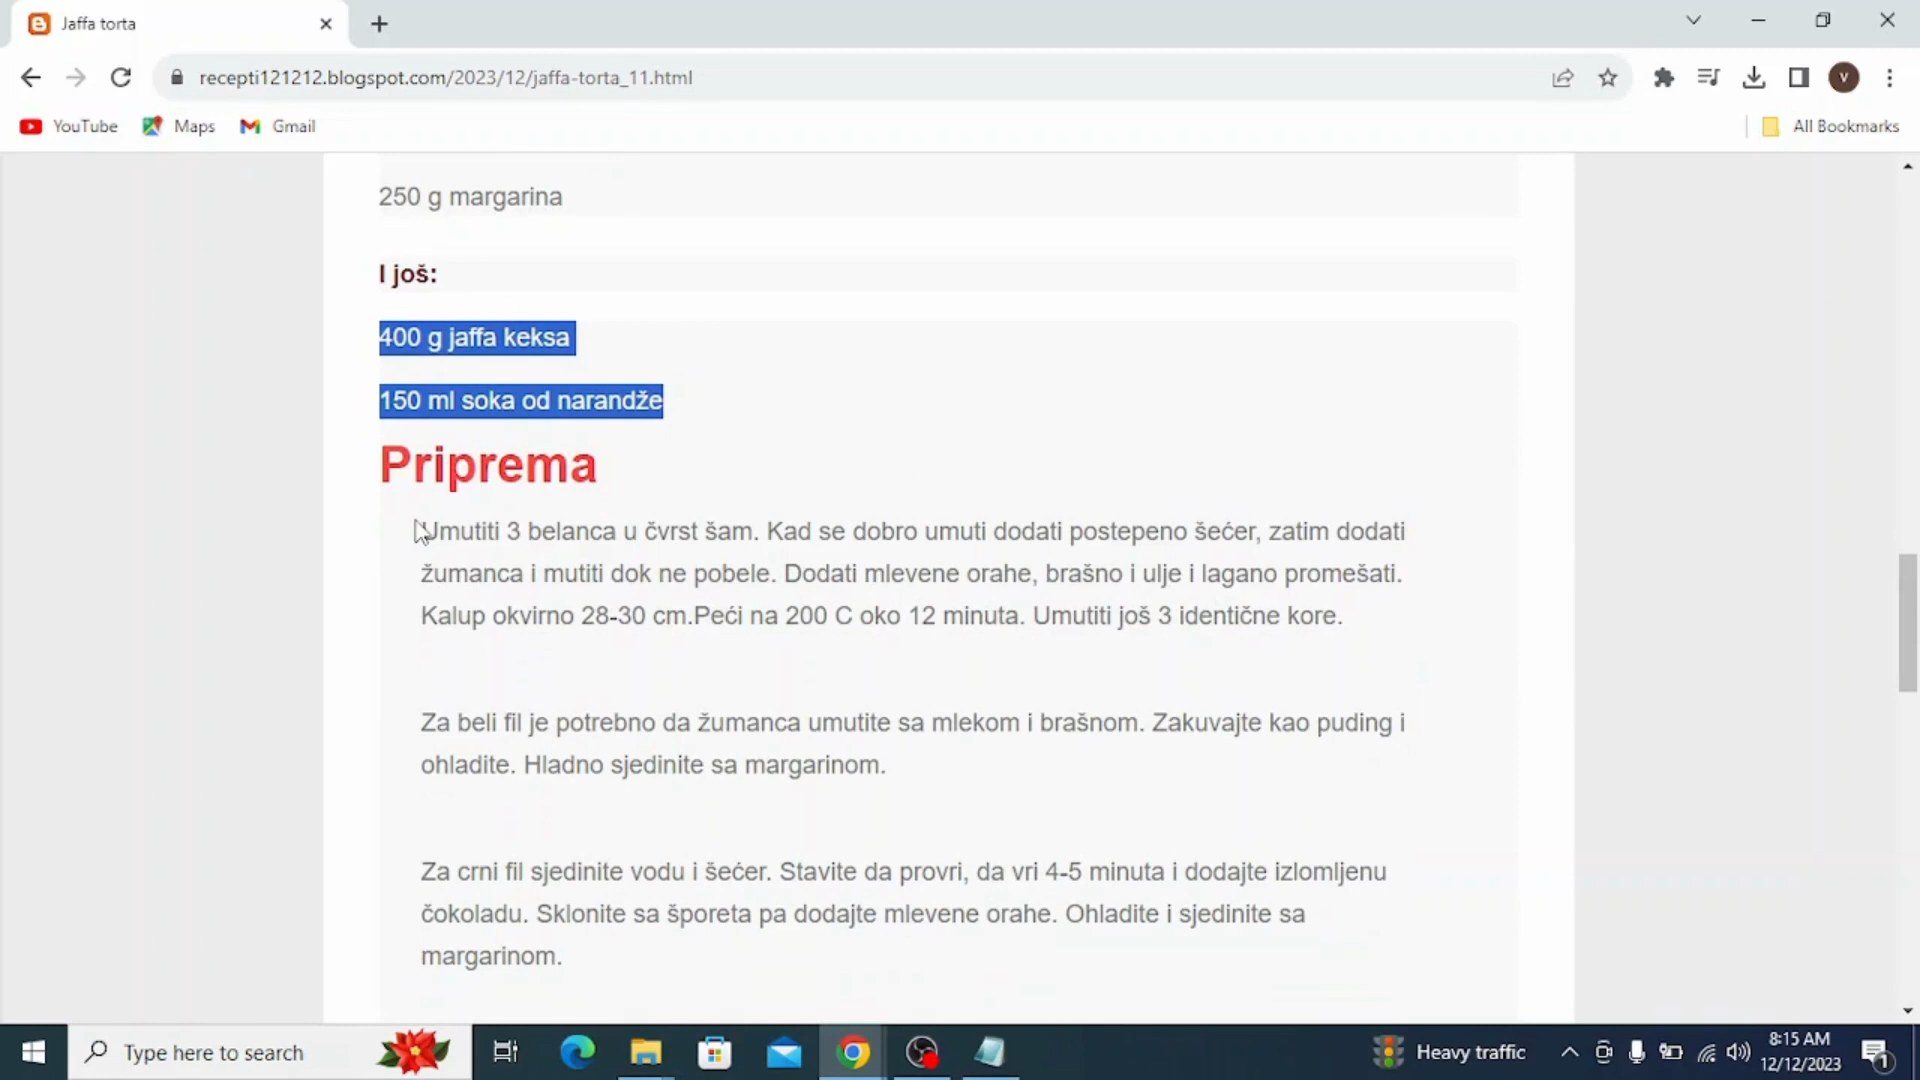 Jaffa torta
recepti121212.blogspot.com/2023/12/jaffa-torta_11.html
V
YouTube
Maps
Gmail
All Bookmarks
250 g margarina
I još:
400 g jaffa keksa
150 ml soka od narandže
Priprema
Umutiti 3 belanca u čvrst šam. Kad se dobro umuti dodati postepeno šećer, zatim dodati
žumanca i mutiti dok ne pobele. Dodati mlevene orahe, brašno i ulje i lagano promešati.
Kalup okvirno 28-30 cm.Peći na 200 C oko 12 minuta. Umutiti još 3 identične kore.
Za beli fil je potrebno da žumanca umutite sa mlekom i brašnom. Zakuvajte kao puding i
ohladite. Hladno sjedinite sa margarinom.
Za crni fil sjedinite vodu i šećer. Stavite da provri, da vri 4-5 minuta i dodajte izlomljenu
čokoladu. Sklonite sa šporeta pa dodajte mlevene orahe. Ohladite i sjedinite sa
margarinom.
Type here to search
Heavy traffic
8:15 AM
12/12/2023
1